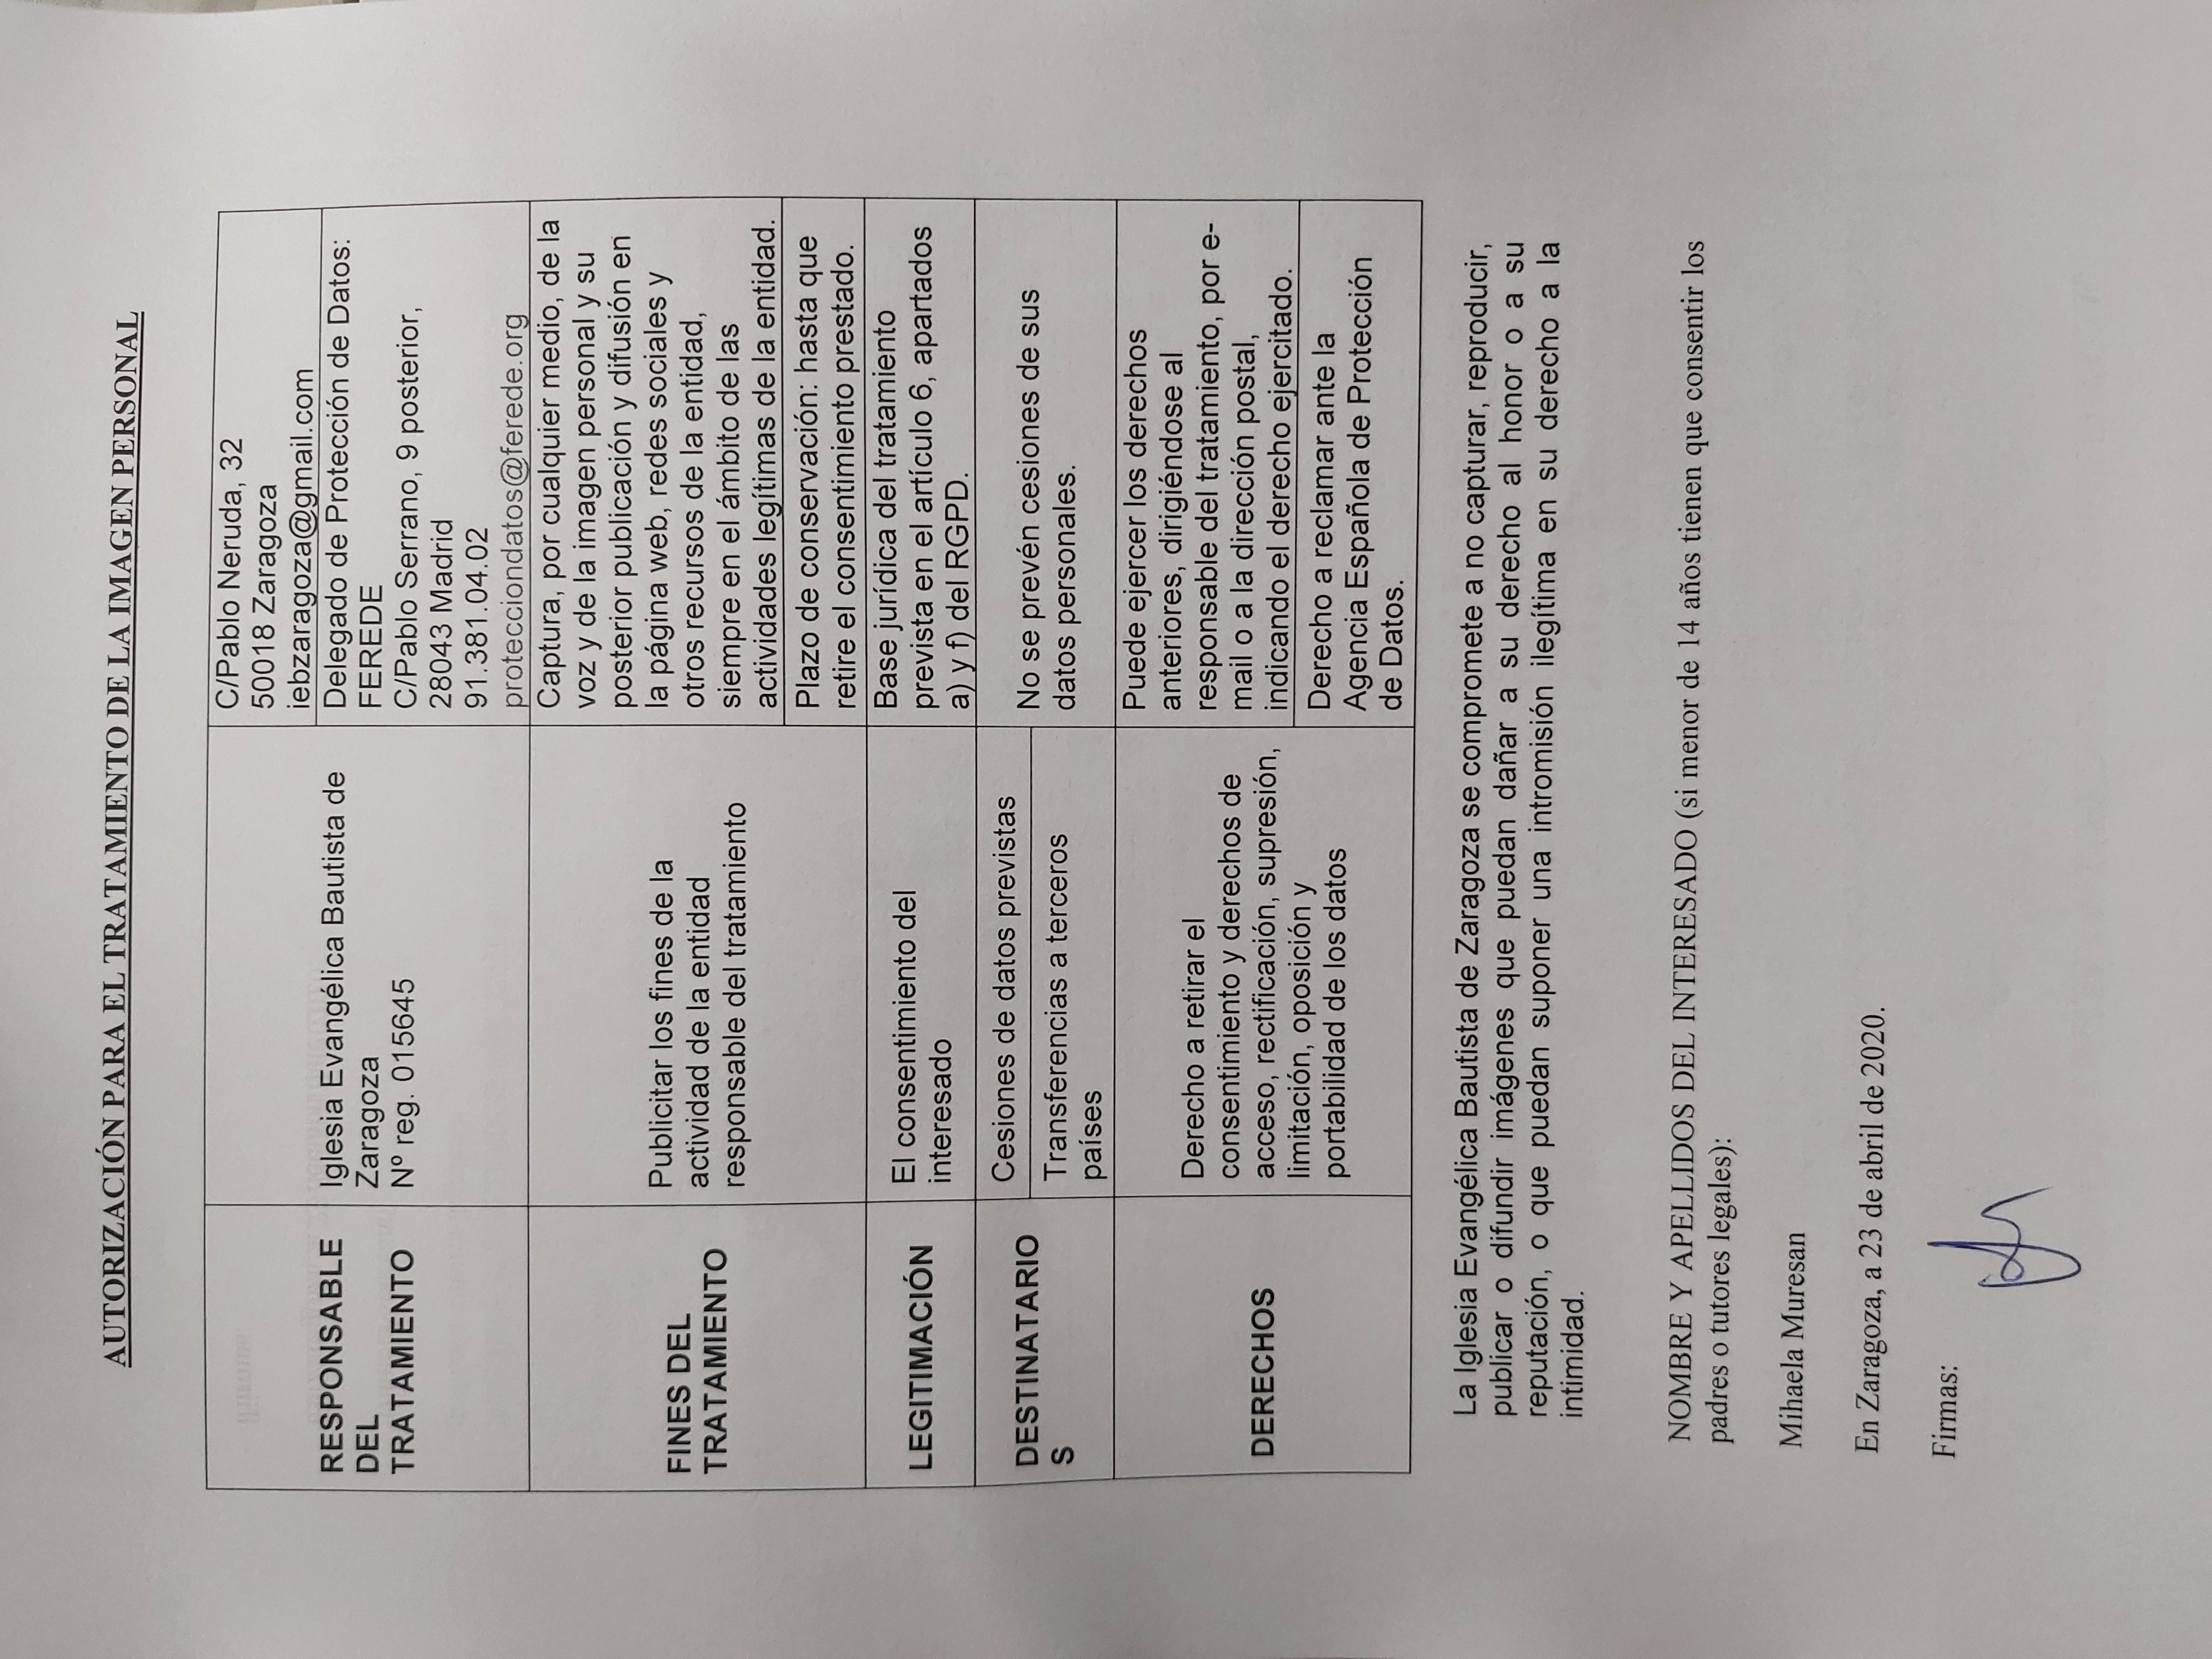 AUTORIZACIÓN PARA EL TRATAMIENTO DE LA IMAGEN PERSONAL
RESPONSABLE
DEL
TRATAMIENTO
Iglesia Evangélica Bautista de
Zaragoza
Nº reg. 015645
C/Pablo Neruda, 32
50018 Zaragoza
iebzaragoza@gmail.com
Delegado de Protección de Datos:
FEREDE
C/Pablo Serrano, 9 posterior,
28043 Madrid
91.381.04.02
protecciondatos@ferede.org
FINES DEL
TRATAMIENTO
Publicitar los fines de la
actividad de la entidad
responsable del tratamiento
Captura, por cualquier medio, de la
voz y de la imagen personal y su
posterior publicación y difusión en
la página web, redes sociales y
otros recursos de la entidad,
siempre en el ámbito de las
actividades legítimas de la entidad.
Plazo de conservación: hasta que
retire el consentimiento prestado.
LEGITIMACIÓN
El consentimiento del
interesado
Base jurídica del tratamiento
prevista en el artículo 6, apartados
a) y f) del RGPD.
DESTINATARIO
S
Cesiones de datos previstas
Transferencias a terceros
países
No se prevén cesiones de sus
datos personales.
DERECHOS
Derecho a retirar el
consentimiento y derechos de
acceso, rectificación, supresión,
limitación, oposición y
portabilidad de los datos
Puede ejercer los derechos
anteriores, dirigiéndose al
responsable del tratamiento, por e-
mail o a la dirección postal,
indicando el derecho ejercitado.
Derecho a reclamar ante la
Agencia Española de Protección
de Datos.
La Iglesia Evangélica Bautista de Zaragoza se compromete a no capturar, reproducir,
publicar o difundir imágenes que puedan dañar a su derecho al honor o a su
reputación, o que puedan suponer una intromisión ilegítima en su derecho a la
intimidad.
NOMBRE Y APELLIDOS DEL INTERESADO (si menor de 14 años tienen que consentir los
padres o tutores legales):
Mihaela Muresan
En Zaragoza, a 23 de abril de 2020.
Firmas: